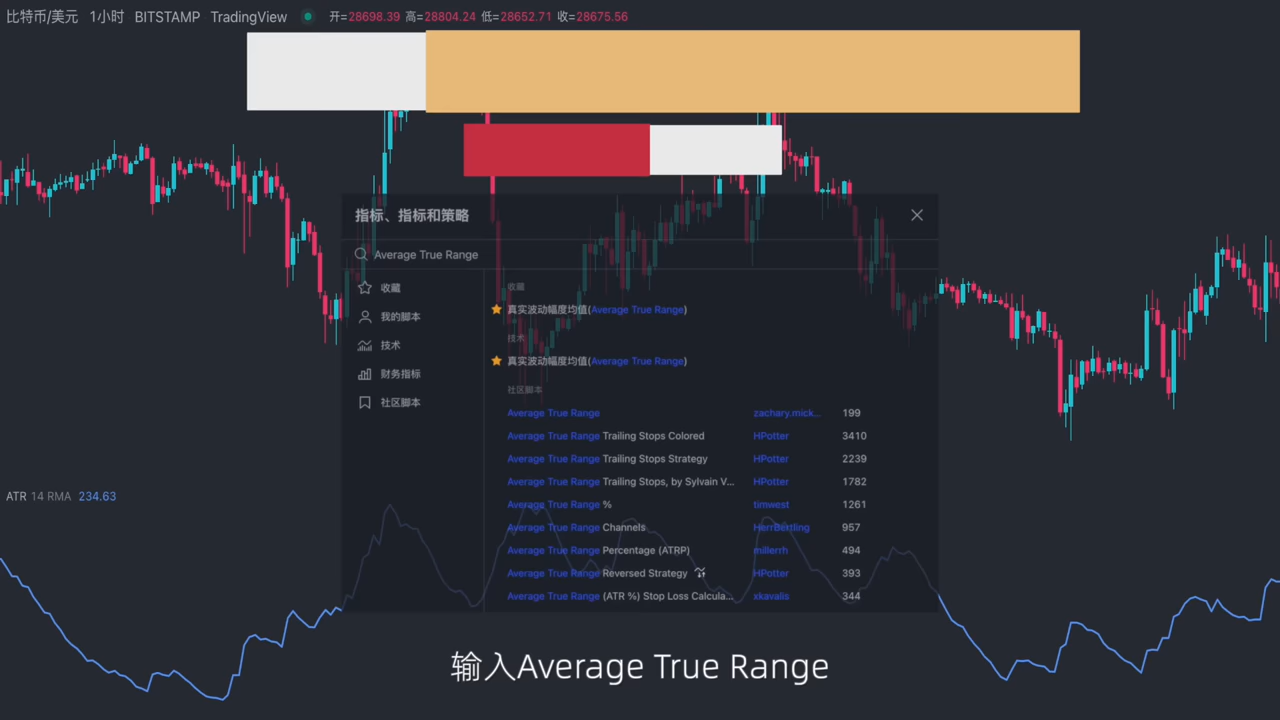 比特币/美元 1小时 BITSTAMP TradingView 开=28698.39 高=28804.24 低=28652.71 收=28675.56
指标、指标和策略
Average True Range
收藏
我的脚本
技术
财务指标
社区脚本
收藏
真实波动幅度均值(Average True Range)
技术
真实波动幅度均值(Average True Range)
社区脚本
Average True Range zachary.mick... 199
Average True Range Trailing Stops Colored HPotter 3410
Average True Range Trailing Stops Strategy HPotter 2239
Average True Range Trailing Stops, by Sylvain V... HPotter 1782
Average True Range % timwest 1261
Average True Range Channels HerrBertling 957
Average True Range Percentage (ATRP) millerrh 494
Average True Range Reversed Strategy HPotter 393
Average True Range (ATR %) Stop Loss Calcula... xkavalis 344
ATR 14 RMA 234.63
输入Average True Range